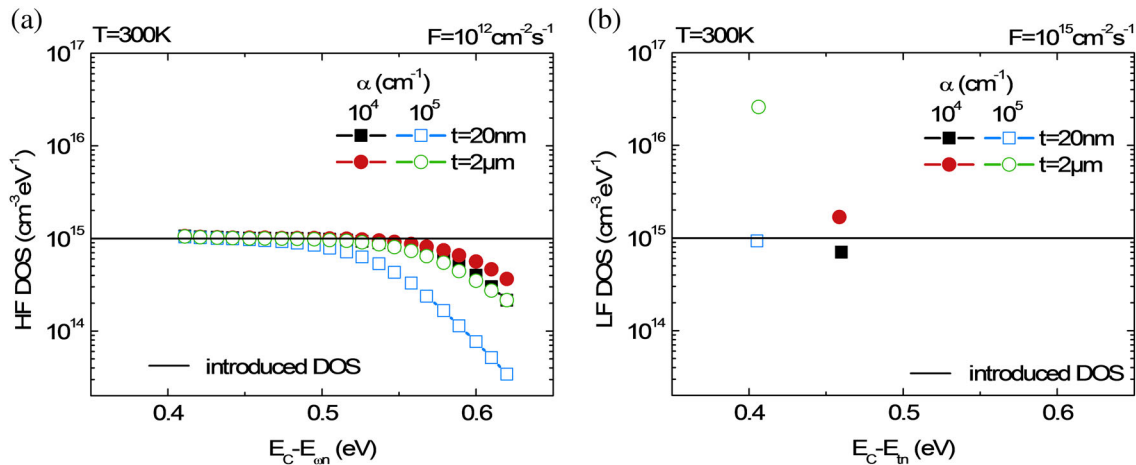 (a)
T=300K F=10¹²cm⁻²s⁻¹
10¹⁷
10¹⁶
10¹⁵
10¹⁴
HF DOS (cm⁻³eV⁻¹)
α (cm⁻¹)
10⁴ 10⁵
t=20nm
t=2μm
introduced DOS
0.4 0.5 0.6
E_C-E_ωn (eV)
(b)
T=300K F=10¹⁵cm⁻²s⁻¹
10¹⁷
10¹⁶
10¹⁵
10¹⁴
LF DOS (cm⁻³eV⁻¹)
α (cm⁻¹)
10⁴ 10⁵
t=20nm
t=2μm
introduced DOS
0.4 0.5 0.6
E_C-E_tn (eV)